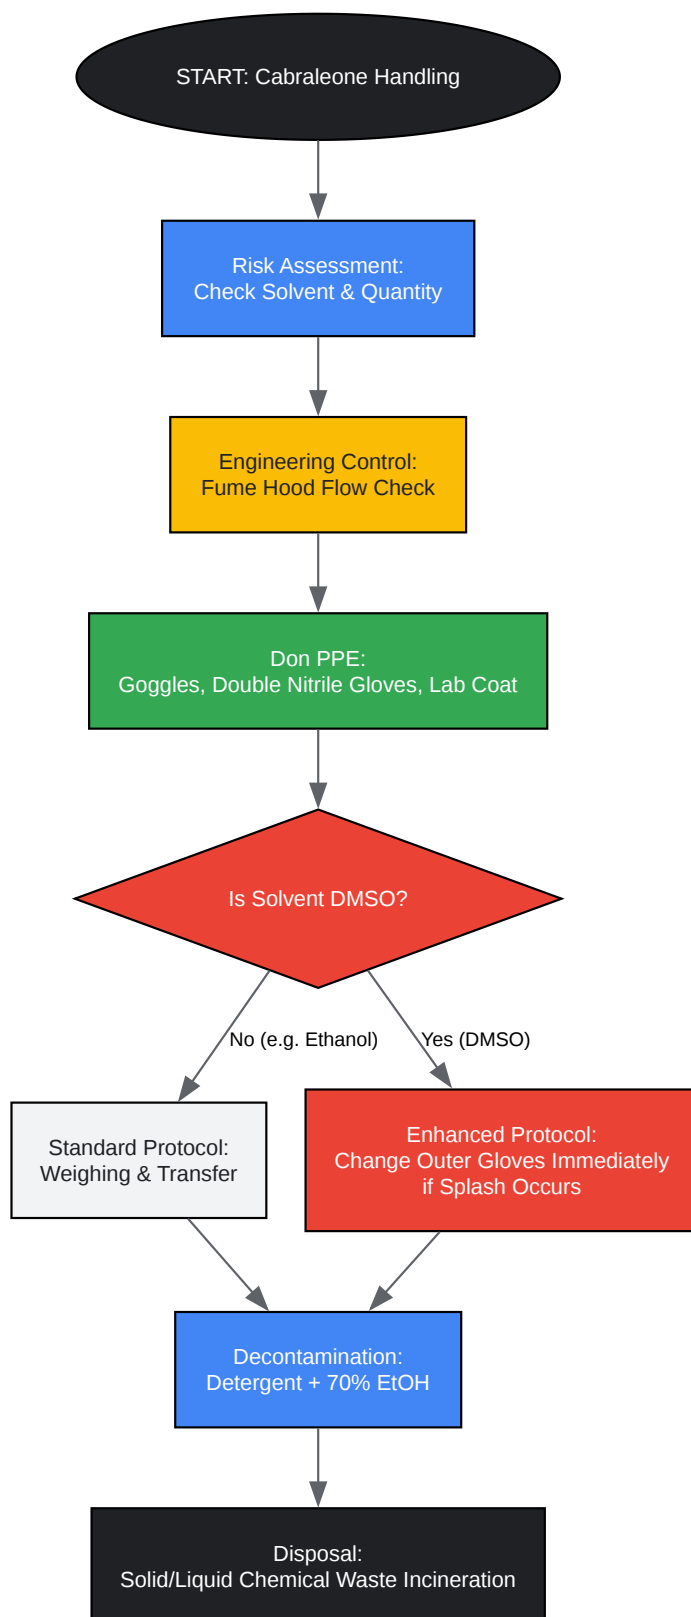 START: Cabraleone Handling
Risk Assessment:
Check Solvent & Quantity
Engineering Control:
Fume Hood Flow Check
Don PPE:
Goggles, Double Nitrile Gloves, Lab Coat
Is Solvent DMSO?
No (e.g. Ethanol)
Yes (DMSO)
Standard Protocol:
Weighing & Transfer
Enhanced Protocol:
Change Outer Gloves Immediately
if Splash Occurs
Decontamination:
Detergent + 70% EtOH
Disposal:
Solid/Liquid Chemical Waste Incineration